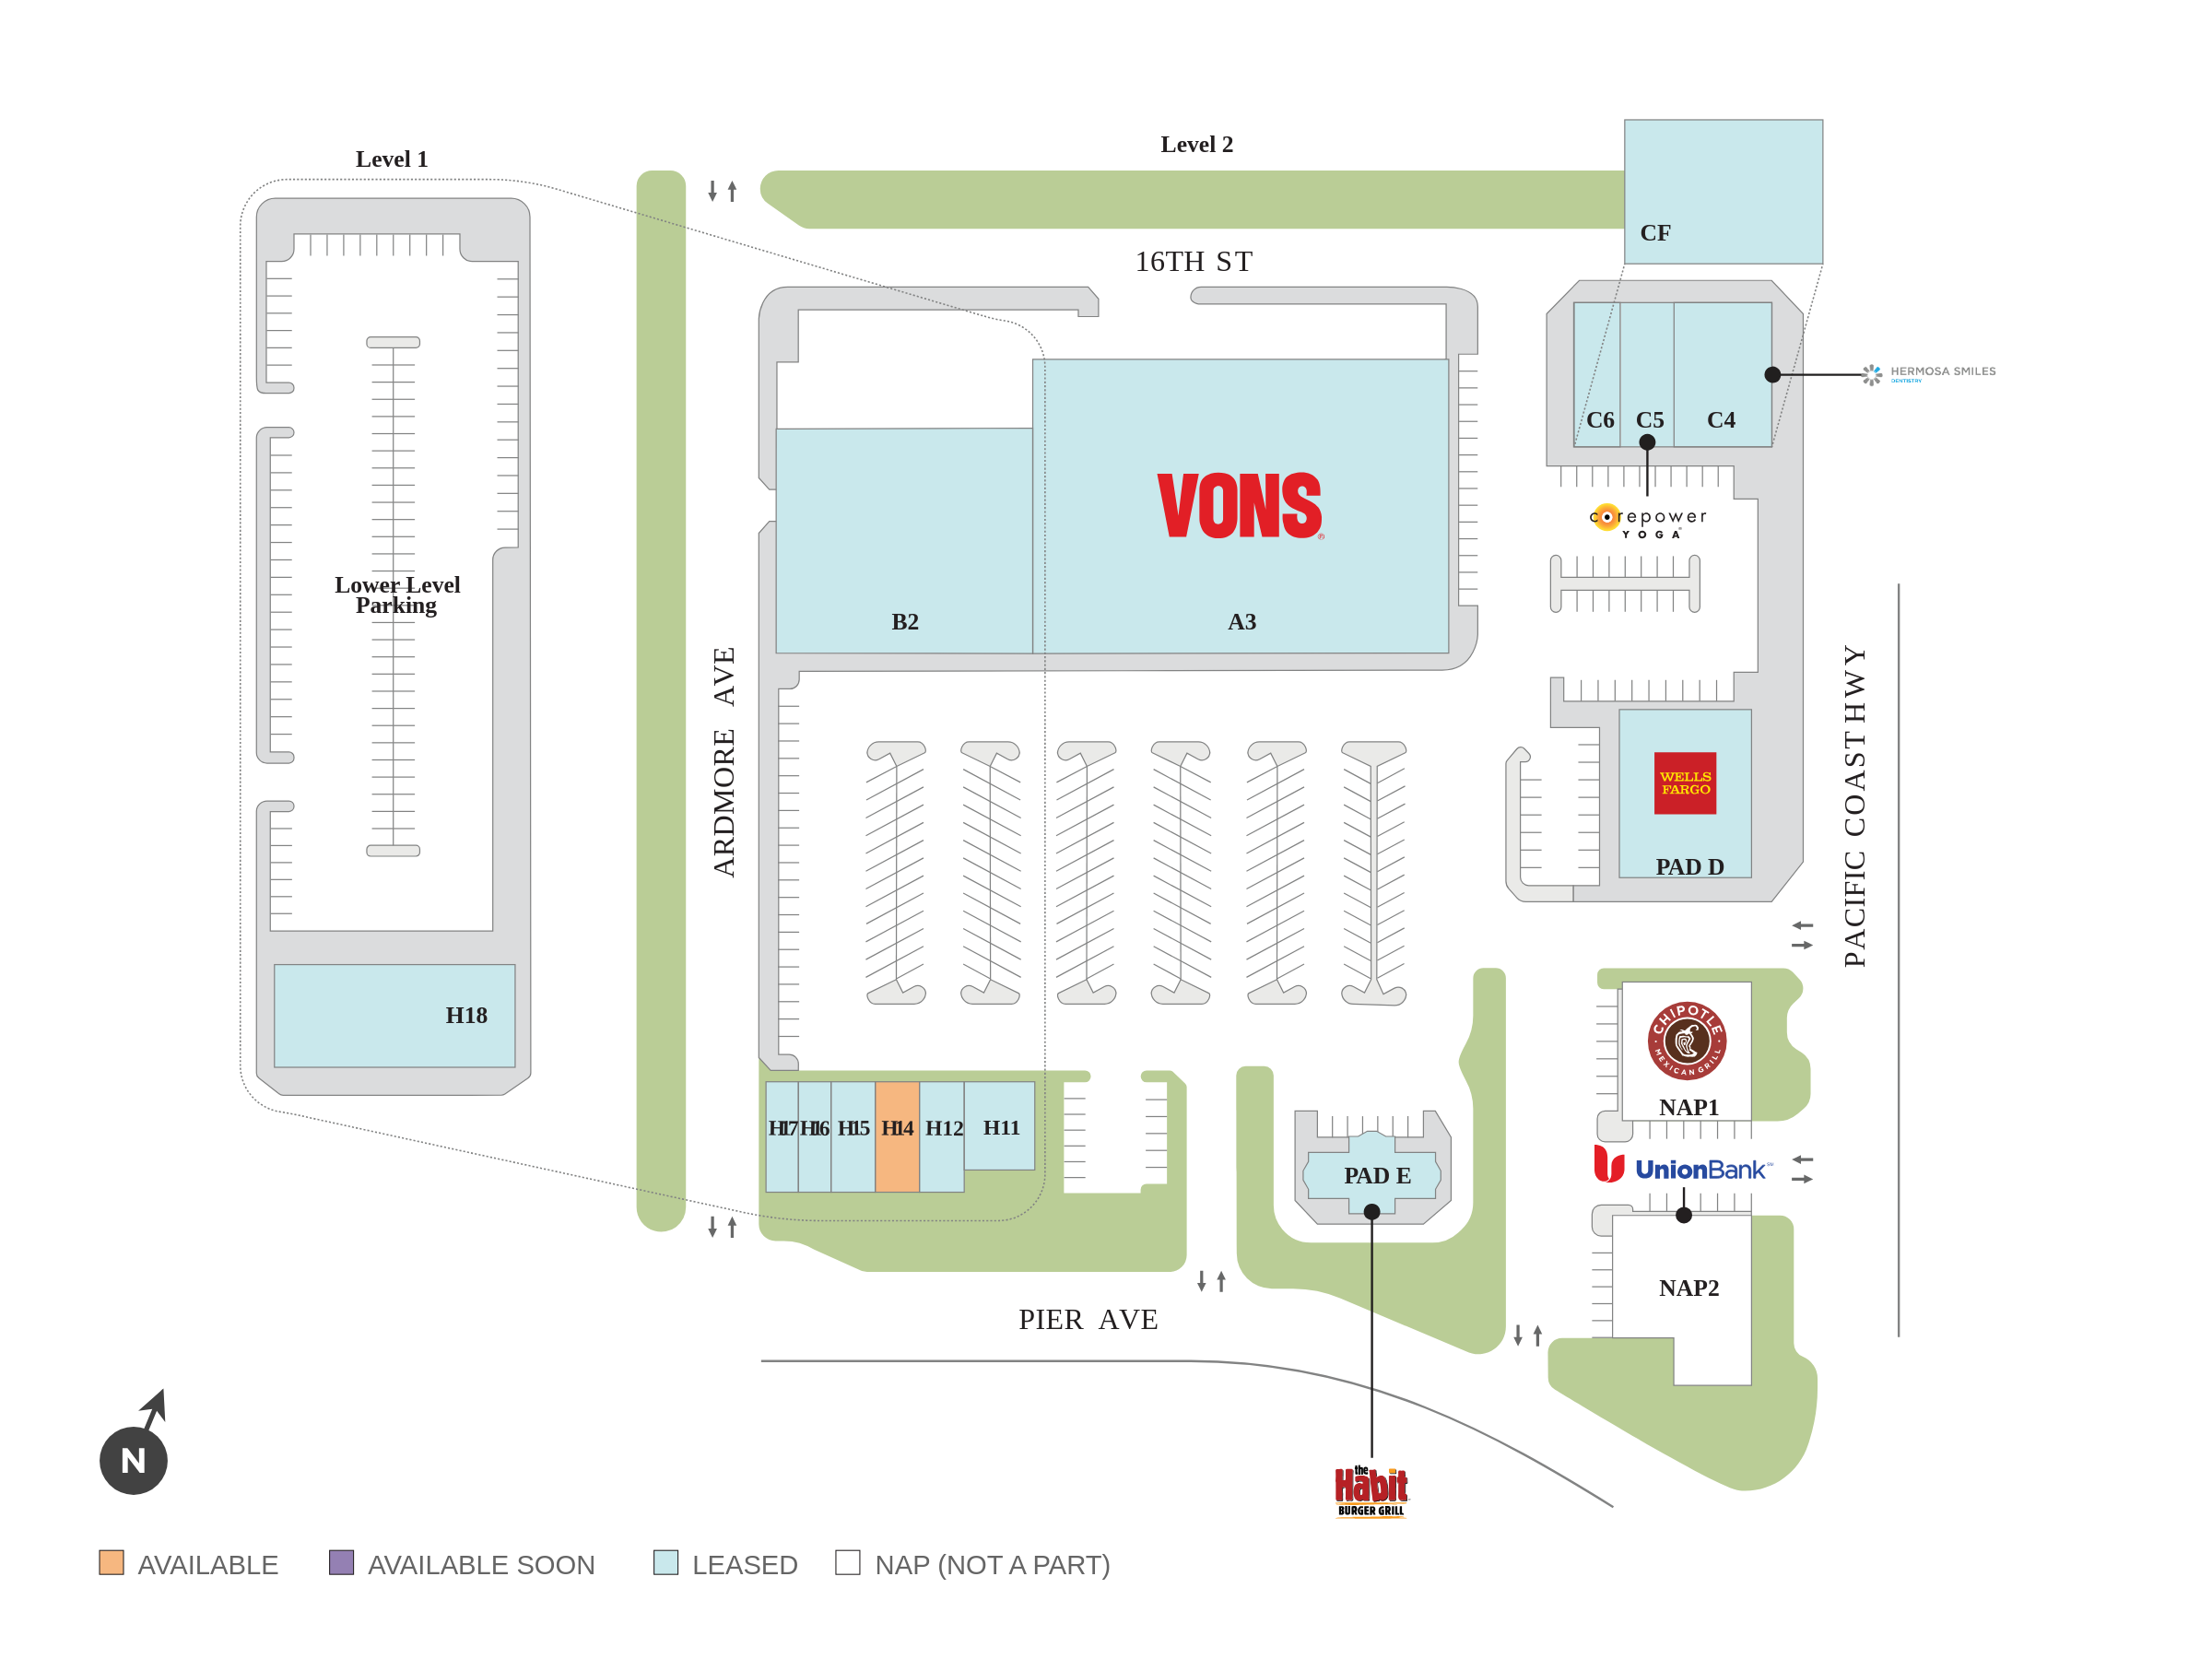 Level 1
Level 2
CF
16TH ST
HERMOSA SMILES
DENTISTRY
C6
C5
C4
VONS
corepower
YOGA
Lower Level
Parking
B2
A3
ARDMORE AVE
PACIFIC COAST HWY
WELLS
FARGO
PAD D
H18
CHIPOTLE
MEXICAN GRILL
NAP1
H17
H16
H15
H14
H12
H11
PAD E
UnionBank
NAP2
PIER AVE
N
the
Habit
BURGER GRILL
AVAILABLE
AVAILABLE SOON
LEASED
NAP (NOT A PART)